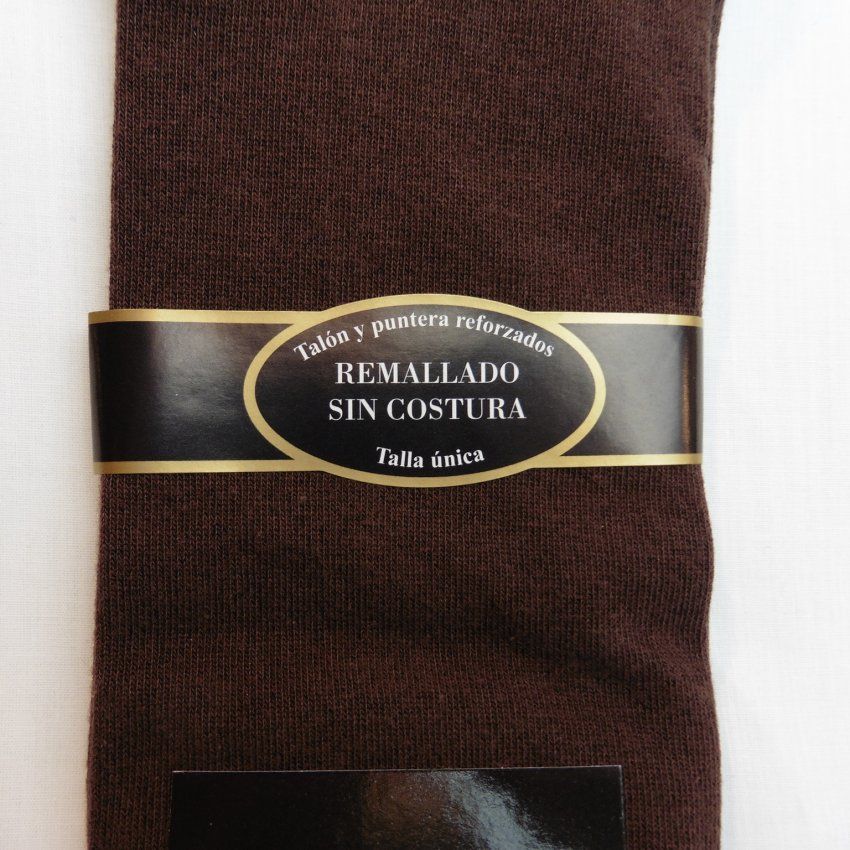 Talón y puntera reforzados
REMALLADO
SIN COSTURA
Talla única